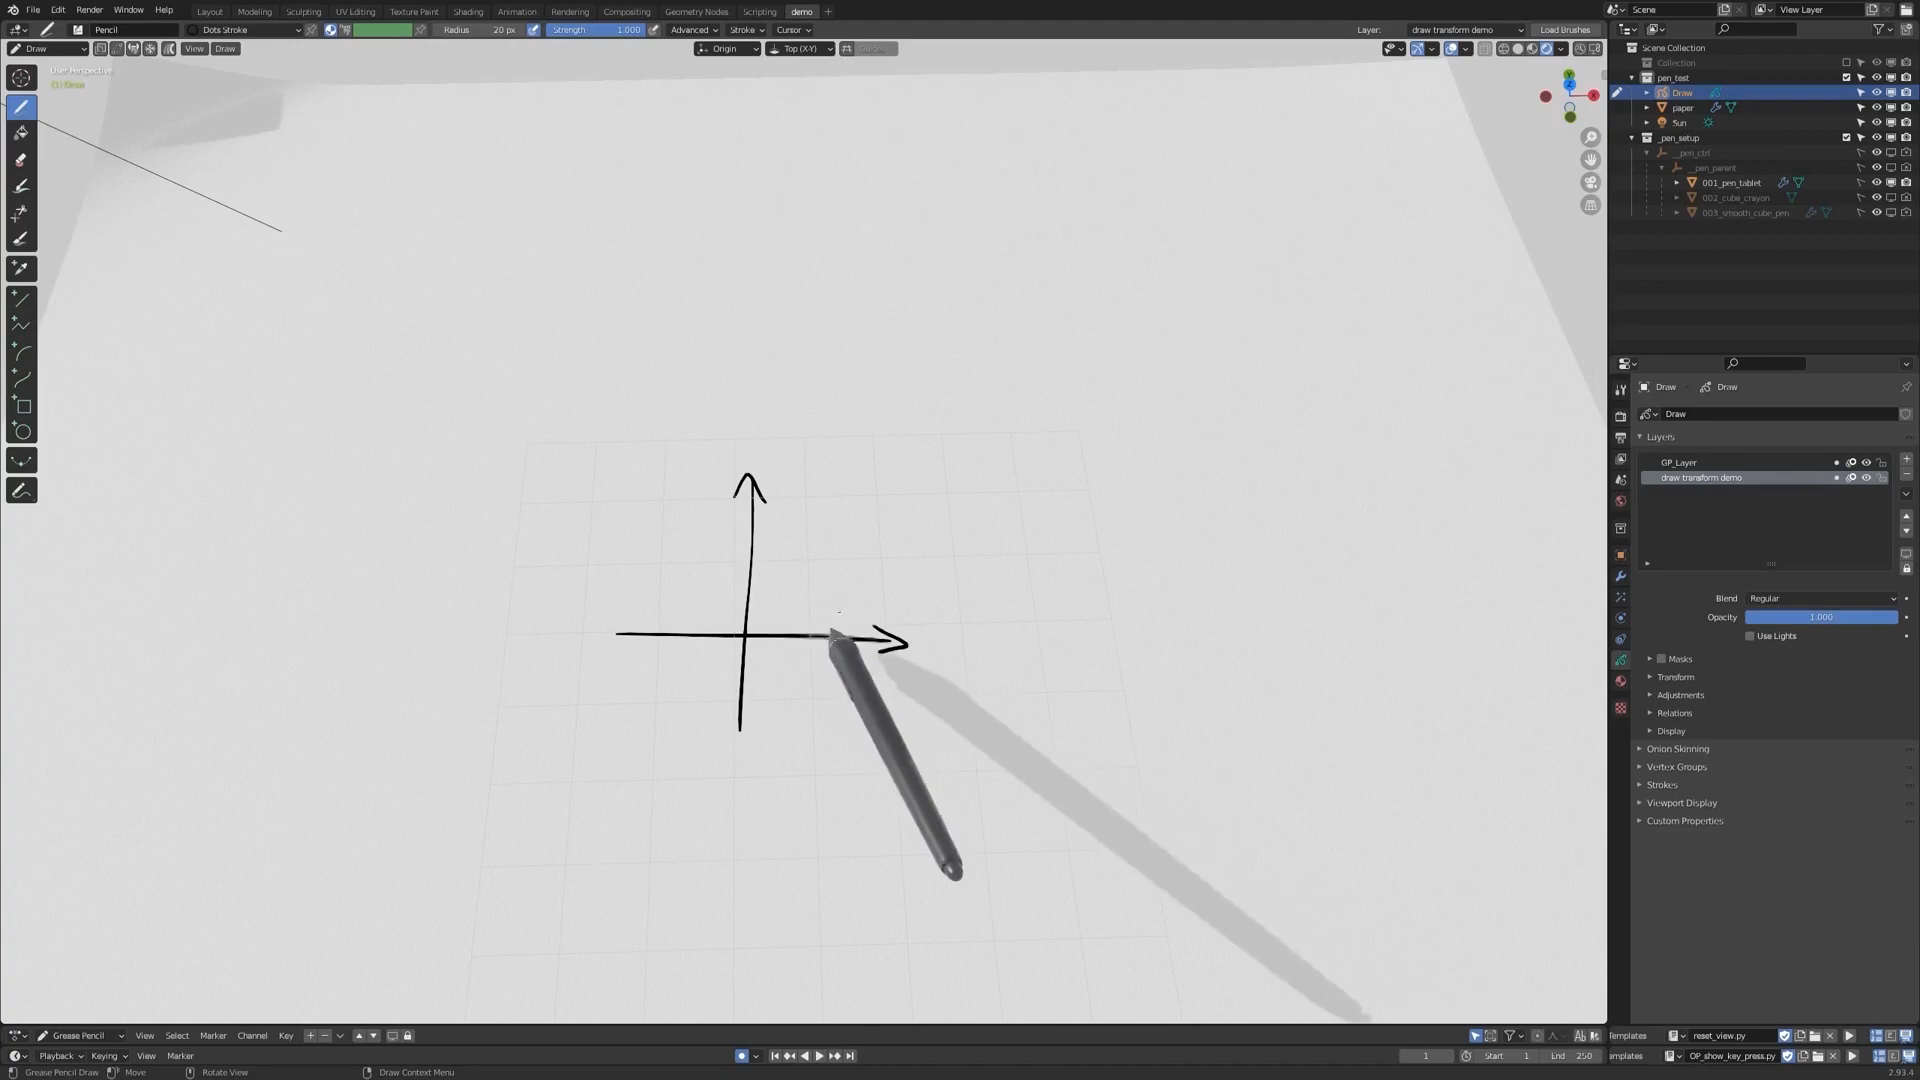 File Edit Render Window Help Layout Modeling Sculpting UV Editing Texture Paint Shading Animation Rendering Compositing Geometry Nodes Scripting demo + Scene View Layer
Pencil Dots Stroke Radius 20 px Strength 1.000 Advanced Stroke Cursor Layer: draw transform demo Load Brushes
Draw View Draw Origin Top (X-Y) Guides
User Perspective
(1) Draw
Y
Z
X
Scene Collection
Collection
pen_test
Draw
paper
Sun
_pen_setup
__pen_ctrl
__pen_parent
001_pen_tablet
002_cube_crayon
003_smooth_cube_pen
Draw Draw
Draw
Layers
GP_Layer
draw transform demo
Blend Regular
Opacity 1.000
Use Lights
Masks
Transform
Adjustments
Relations
Display
Onion Skinning
Vertex Groups
Strokes
Viewport Display
Custom Properties
Grease Pencil View Select Marker Channel Key Templates reset_view.py
Playback Keying View Marker 1 Start 1 End 250 emplates OP_show_key_press.py
Grease Pencil Draw Move Rotate View Draw Context Menu 2.93.4